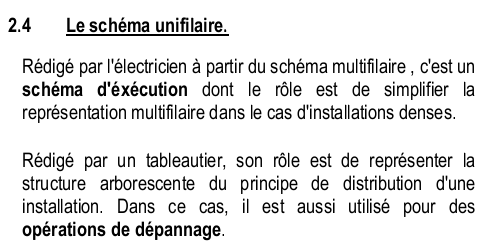 2.4 Le schéma unifilaire.
Rédigé par l'électricien à partir du schéma multifilaire , c'est un
schéma d'éxécution dont le rôle est de simplifier la
représentation multifilaire dans le cas d'installations denses.
Rédigé par un tableautier, son rôle est de représenter la
structure arborescente du principe de distribution d'une
installation. Dans ce cas, il est aussi utilisé pour des
opérations de dépannage.